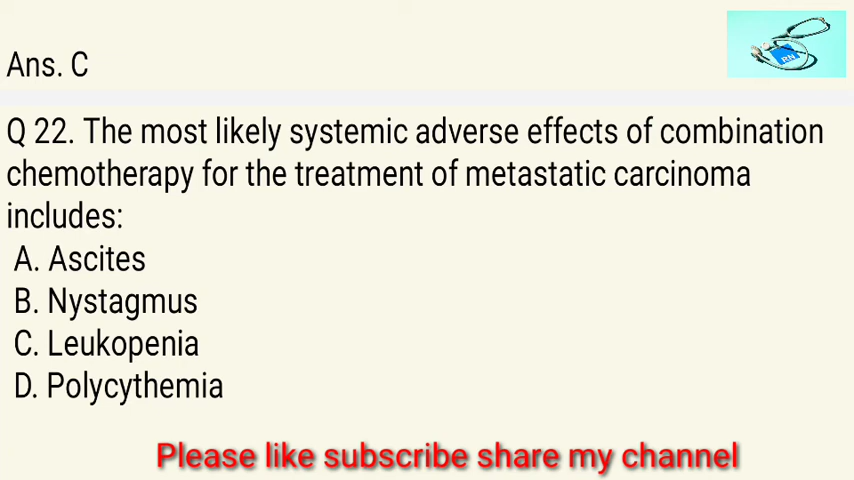 Ans. C
RN
Q 22. The most likely systemic adverse effects of combination
chemotherapy for the treatment of metastatic carcinoma
includes:
A. Ascites
B. Nystagmus
C. Leukopenia
D. Polycythemia
Please like subscribe share my channel